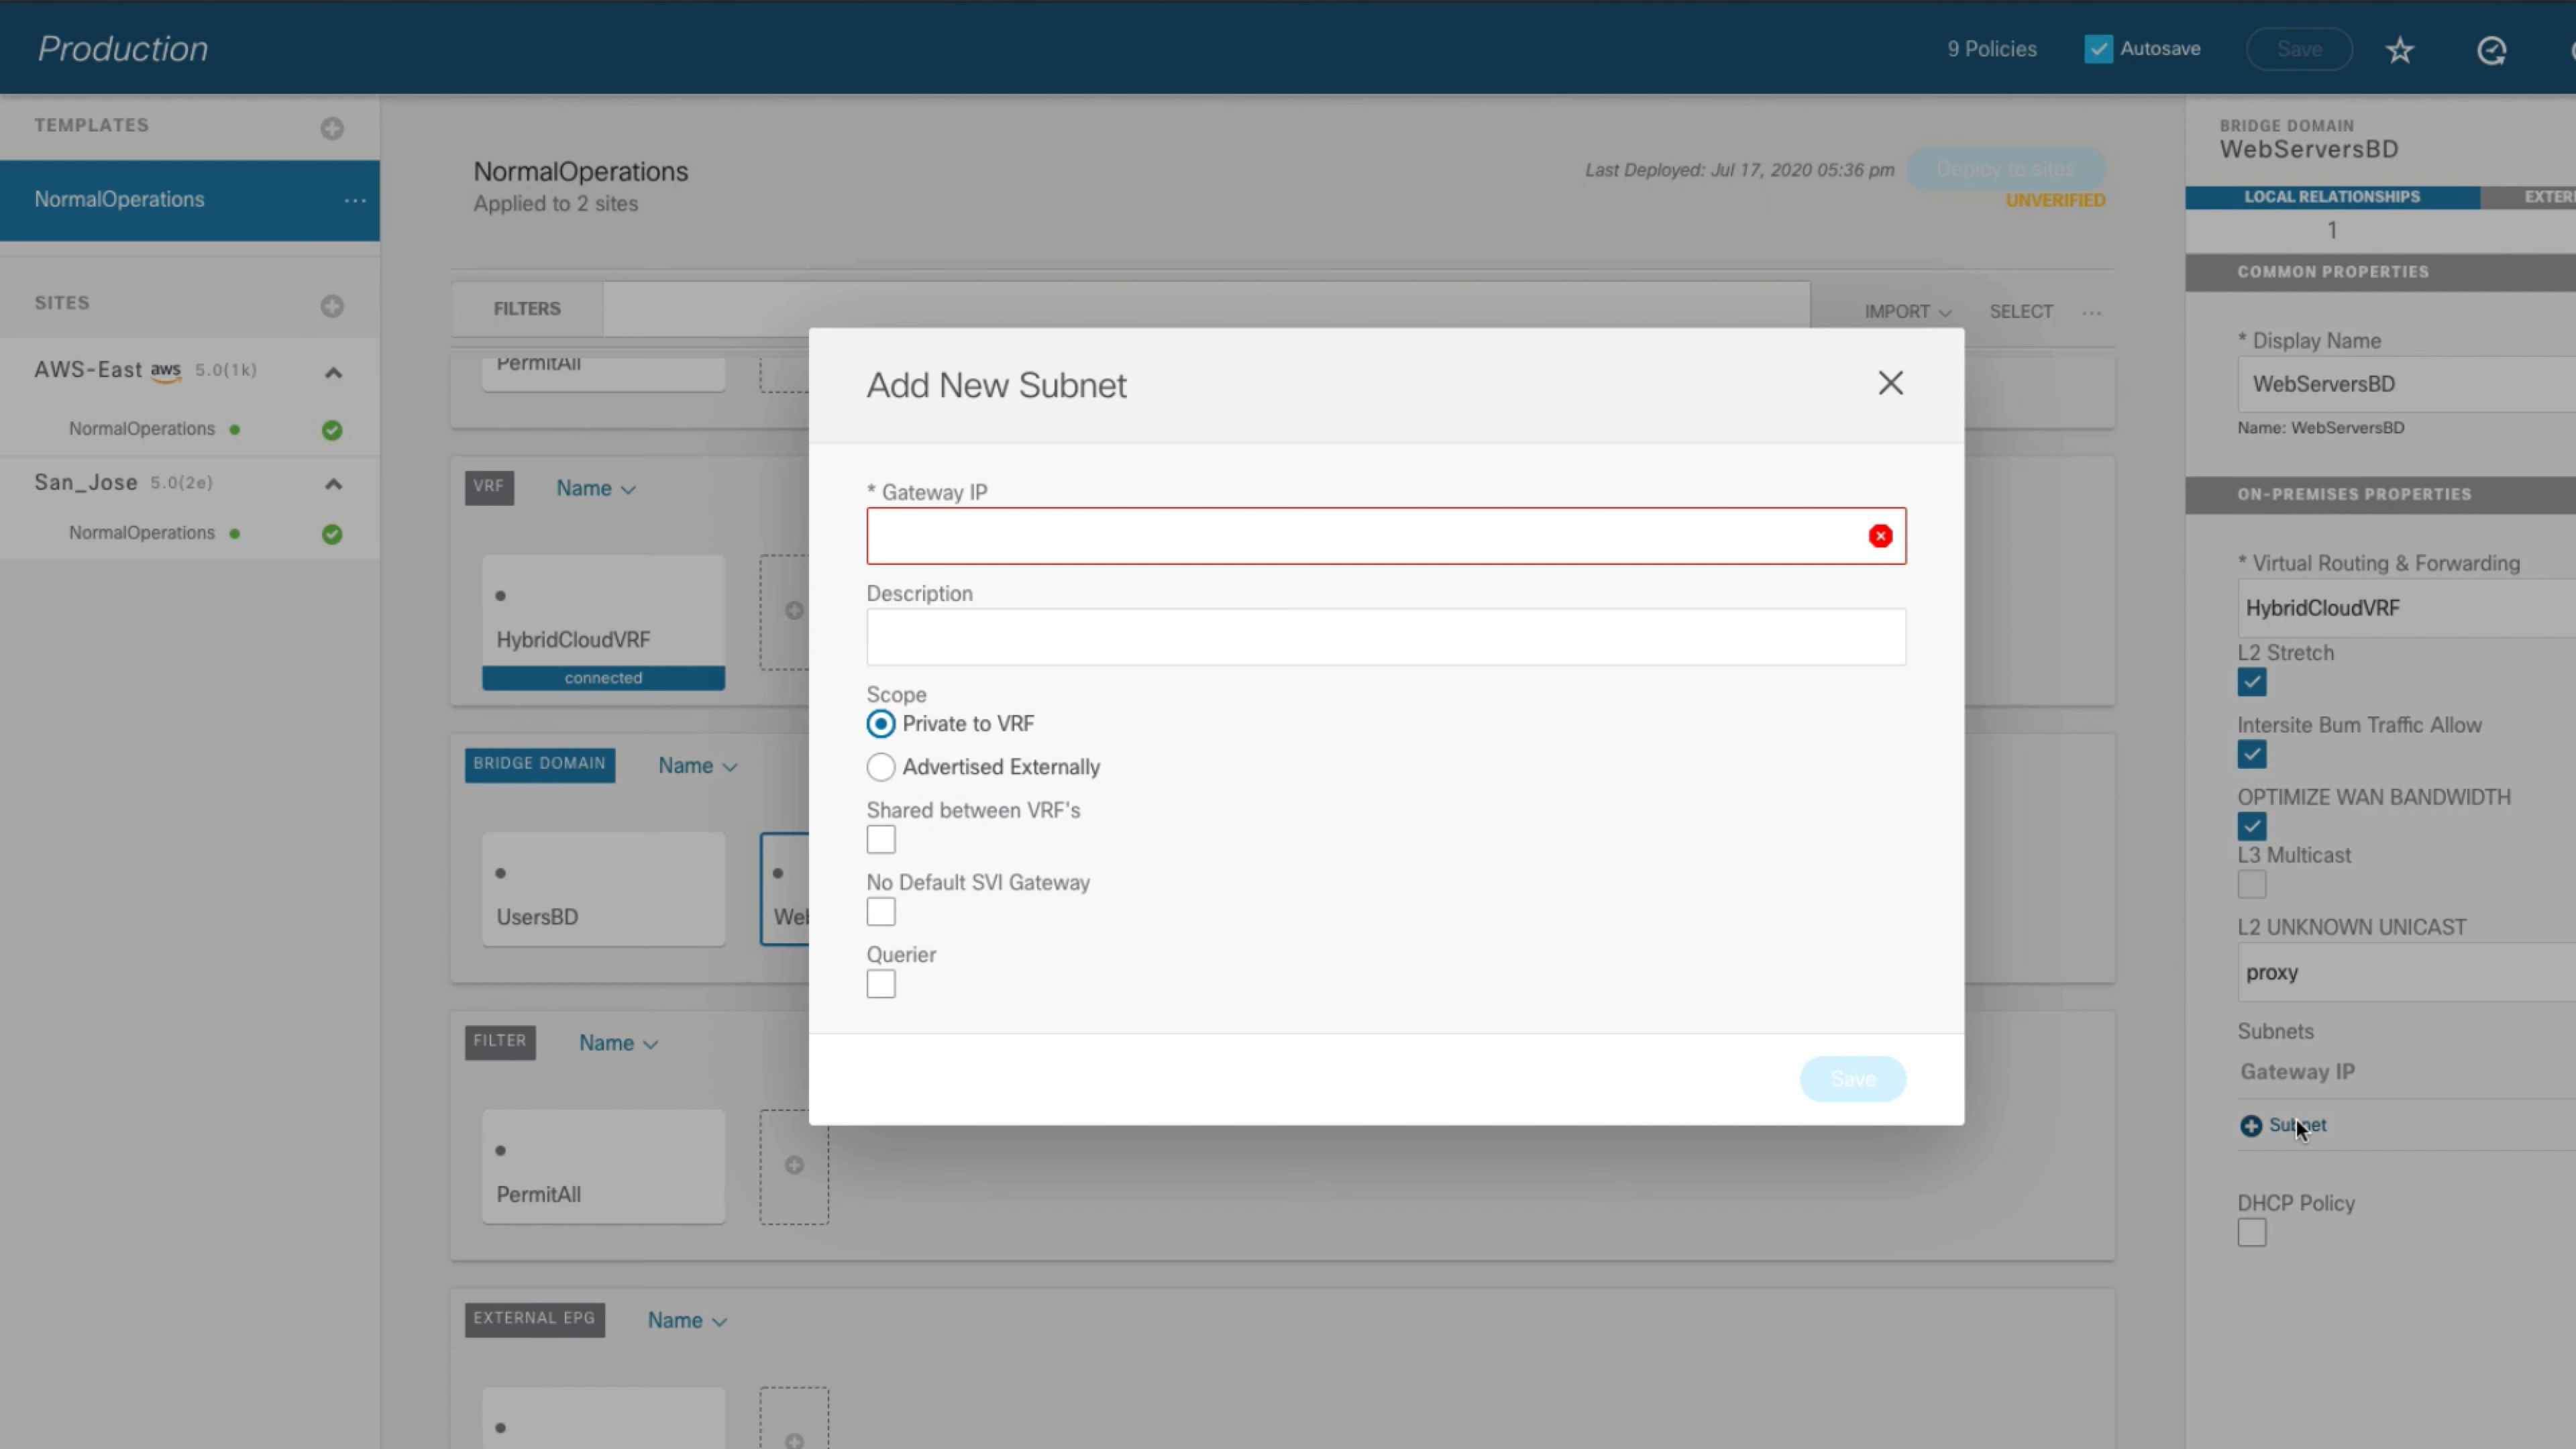 Production
9 Policies
Autosave
Save
TEMPLATES
NormalOperations
SITES
AWS-East aws 5.0(1k)
NormalOperations
San_Jose 5.0(2e)
NormalOperations
NormalOperations
Applied to 2 sites
Last Deployed: Jul 17, 2020 05:36 pm
Deploy to sites
UNVERIFIED
FILTERS
IMPORT
SELECT
PermitAll
VRF
Name
HybridCloudVRF
connected
BRIDGE DOMAIN
Name
UsersBD
FILTER
Name
PermitAll
EXTERNAL EPG
Name
Add New Subnet
* Gateway IP
Description
Scope
Private to VRF
Advertised Externally
Shared between VRF's
No Default SVI Gateway
Querier
Save
BRIDGE DOMAIN
WebServersBD
LOCAL RELATIONSHIPS
1
COMMON PROPERTIES
* Display Name
WebServersBD
Name: WebServersBD
ON-PREMISES PROPERTIES
* Virtual Routing & Forwarding
HybridCloudVRF
L2 Stretch
Intersite Bum Traffic Allow
OPTIMIZE WAN BANDWIDTH
L3 Multicast
L2 UNKNOWN UNICAST
proxy
Subnets
Gateway IP
Subnet
DHCP Policy